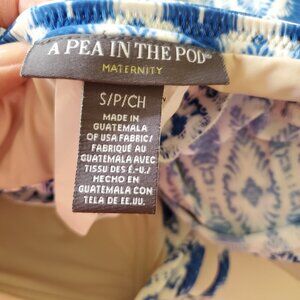 A PEA IN THE POD®
MATERNITY
S/P/CH
MADE IN
GUATEMALA
OF USA FABRIC/
FABRIQUÉ AU
GUATEMALA AVEC
TISSU DES É.-U./
HECHO EN
GUATEMALA CON
TELA DE EE.UU.